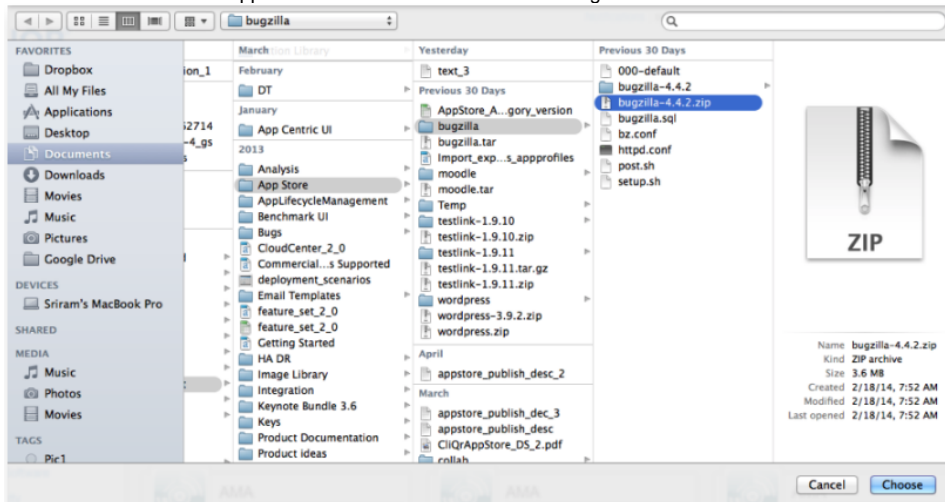 bugzilla
FAVORITES
Dropbox
All My Files
Applications
Desktop
Documents
Downloads
Movies
Music
Pictures
Google Drive
DEVICES
Sriram's MacBook Pro
SHARED
MEDIA
Music
Photos
Movies
TAGS
Pic1
ion_1
52714
-4_gs
s
March
February
DT
January
App Centric UI
2013
Analysis
App Store
AppLifecycleManagement
Benchmark UI
Bugs
CloudCenter_2_0
Commercial...s Supported
deployment_scenarios
Email Templates
feature_set_2_0
feature_set_2_0
Getting Started
HA DR
Image Library
Integration
Keynote Bundle 3.6
Keys
Product Documentation
Product ideas
Yesterday
text_3
Previous 30 Days
AppStore_A...gory_version
bugzilla
bugzilla.tar
Import_exp...s_appprofiles
moodle
moodle.tar
Temp
testlink-1.9.10
testlink-1.9.10.zip
testlink-1.9.11
testlink-1.9.11.tar.gz
testlink-1.9.11.zip
wordpress
wordpress-3.9.2.zip
wordpress.zip
April
appstore_publish_desc_2
March
appstore_publish_dec_3
appstore_publish_desc
CliQrAppStore_DS_2.pdf
collab
Previous 30 Days
000-default
bugzilla-4.4.2
bugzilla-4.4.2.zip
bugzilla.sql
bz.conf
httpd.conf
post.sh
setup.sh
ZIP
Name bugzilla-4.4.2.zip
Kind ZIP archive
Size 3.6 MB
Created 2/18/14, 7:52 AM
Modified 2/18/14, 7:52 AM
Last opened 2/18/14, 7:52 AM
Cancel
Choose
AMA
AMA